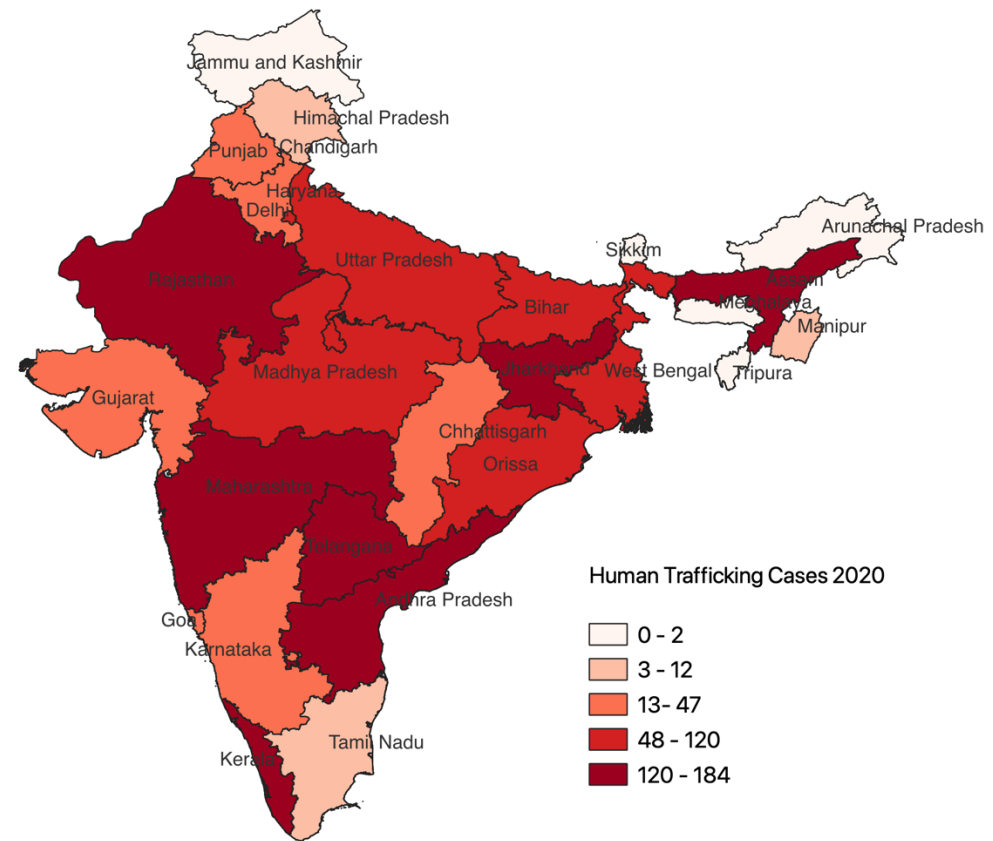 Jammu and Kashmir
Himachal Pradesh
Punjab
Chandigarh
Haryana
Delhi
Arunachal Pradesh
Sikkim
Uttar Pradesh
Rajasthan
Assam
Meghalaya
Bihar
Manipur
Madhya Pradesh
Jharkhand
West Bengal
Tripura
Gujarat
Chhattisgarh
Orissa
Maharashtra
Telangana
Human Trafficking Cases 2020
Andhra Pradesh
Goa
Karnataka
0 - 2
3 - 12
13- 47
48 - 120
120 - 184
Tamil Nadu
Kerala